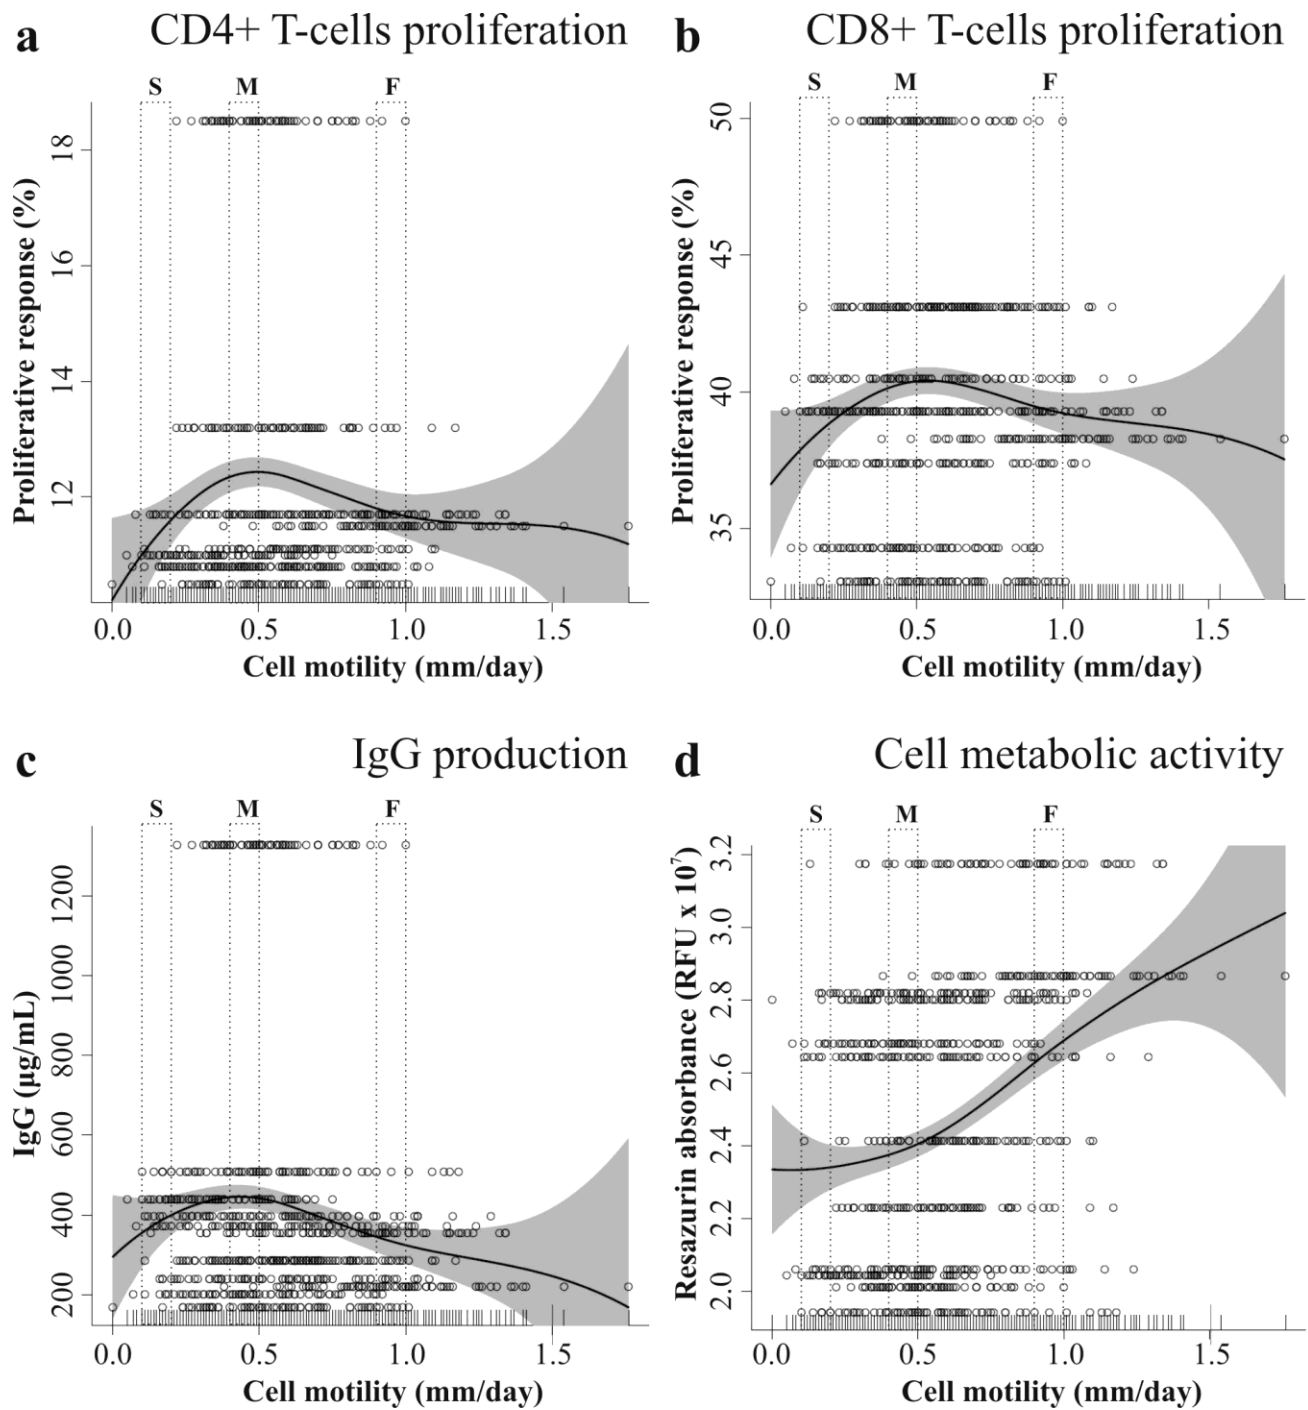 a CD4+ T-cells proliferation
S M F
Proliferative response (%)
18
16
14
12
0.0 0.5 1.0 1.5
Cell motility (mm/day)
b CD8+ T-cells proliferation
S M F
Proliferative response (%)
50
45
40
35
0.0 0.5 1.0 1.5
Cell motility (mm/day)
c IgG production
S M F
IgG (µg/mL)
1200
1000
800
600
400
200
0.0 0.5 1.0 1.5
Cell motility (mm/day)
d Cell metabolic activity
S M F
Resazurin absorbance (RFU x 10⁷)
3.2
3.0
2.8
2.6
2.4
2.2
2.0
0.0 0.5 1.0 1.5
Cell motility (mm/day)